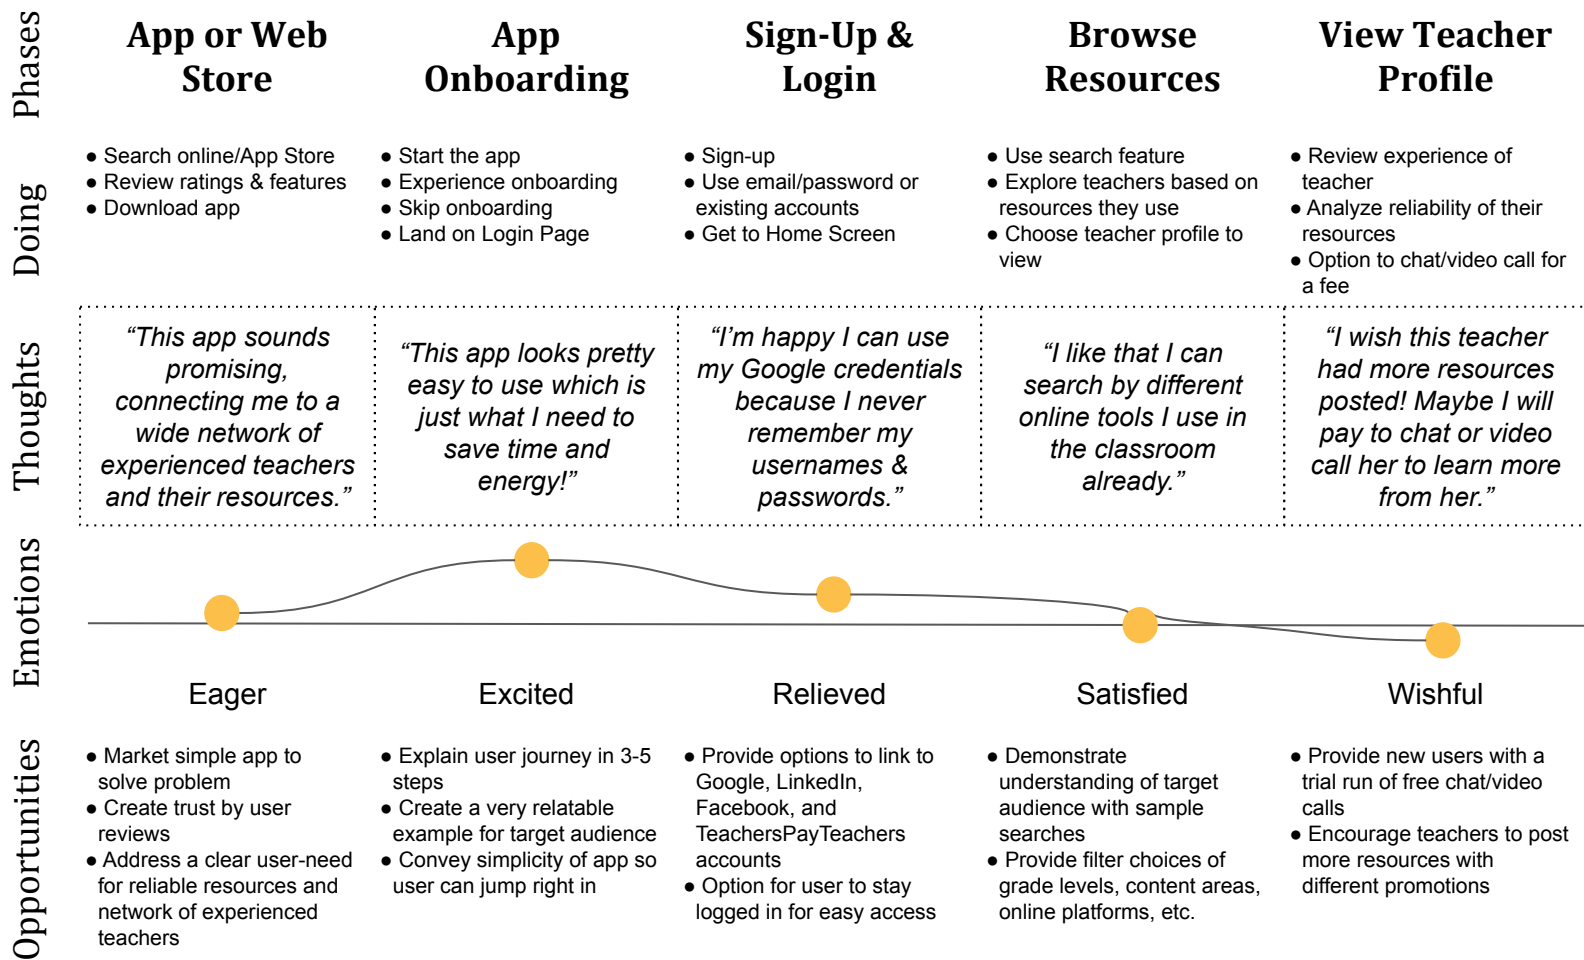 Phases
App or Web
Store
App
Onboarding
Sign-Up &
Login
Browse
Resources
View Teacher
Profile
Doing
● Search online/App Store
● Review ratings & features
● Download app
● Start the app
● Experience onboarding
● Skip onboarding
● Land on Login Page
● Sign-up
● Use email/password or
existing accounts
● Get to Home Screen
● Use search feature
● Explore teachers based on
resources they use
● Choose teacher profile to
view
● Review experience of
teacher
● Analyze reliability of their
resources
● Option to chat/video call for
a fee
Thoughts
“This app sounds
promising,
connecting me to a
wide network of
experienced teachers
and their resources.”
“This app looks pretty
easy to use which is
just what I need to
save time and
energy!”
“I’m happy I can use
my Google credentials
because I never
remember my
usernames &
passwords.”
“I like that I can
search by different
online tools I use in
the classroom
already.”
“I wish this teacher
had more resources
posted! Maybe I will
pay to chat or video
call her to learn more
from her.”
Emotions
Eager
Excited
Relieved
Satisfied
Wishful
Opportunities
● Market simple app to
solve problem
● Create trust by user
reviews
● Address a clear user-need
for reliable resources and
network of experienced
teachers
● Explain user journey in 3-5
steps
● Create a very relatable
example for target audience
● Convey simplicity of app so
user can jump right in
● Provide options to link to
Google, LinkedIn,
Facebook, and
TeachersPayTeachers
accounts
● Option for user to stay
logged in for easy access
● Demonstrate
understanding of target
audience with sample
searches
● Provide filter choices of
grade levels, content areas,
online platforms, etc.
● Provide new users with a
trial run of free chat/video
calls
● Encourage teachers to post
more resources with
different promotions